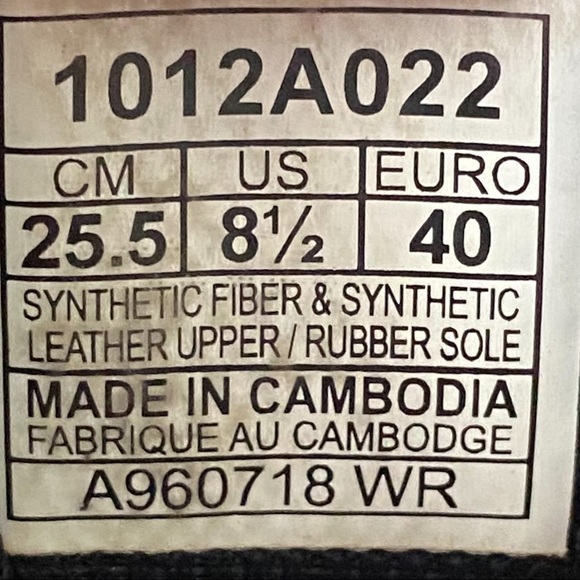 1012A022
CM US EURO
25.5 8½ 40
SYNTHETIC FIBER & SYNTHETIC
LEATHER UPPER / RUBBER SOLE
MADE IN CAMBODIA
FABRIQUE AU CAMBODGE
A960718 WR